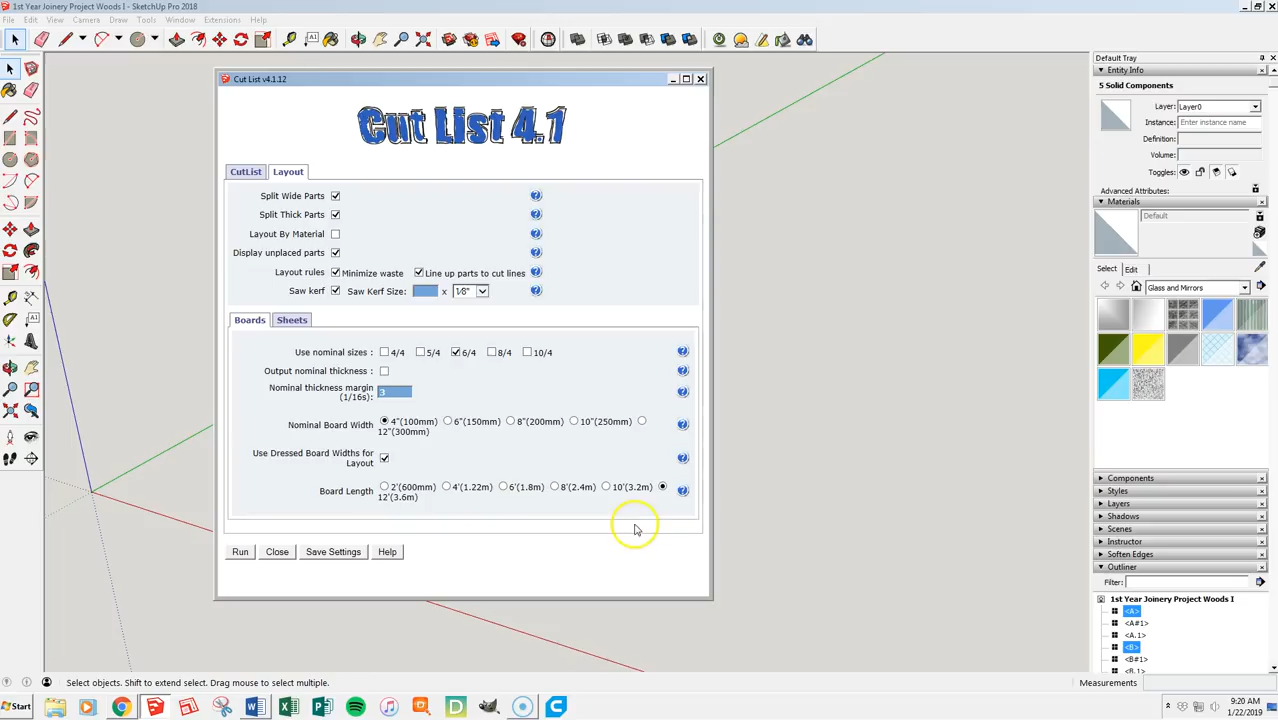 1st Year Joinery Project Woods I - SketchUp Pro 2018
File Edit View Camera Draw Tools Window Extensions Help
Cut List v4.1.12
Cut List 4.1
CutList Layout
Split Wide Parts
Split Thick Parts
Layout By Material
Display unplaced parts
Layout rules Minimize waste Line up parts to cut lines
Saw kerf Saw Kerf Size: x 1/8"
Boards Sheets
Use nominal sizes : 4/4 5/4 6/4 8/4 10/4
Output nominal thickness :
Nominal thickness margin
(1/16s): 3
Nominal Board Width 4"(100mm) 6"(150mm) 8"(200mm) 10"(250mm)
12"(300mm)
Use Dressed Board Widths for
Layout
Board Length 2'(600mm) 4'(1.22m) 6'(1.8m) 8'(2.4m) 10'(3.2m)
12'(3.6m)
Run Close Save Settings Help
Default Tray
Entity Info
5 Solid Components
Layer: Layer0
Instance: Enter instance name
Definition:
Volume:
Toggles:
Advanced Attributes:
Materials
Default
Select Edit
Glass and Mirrors
Components
Styles
Layers
Shadows
Scenes
Instructor
Soften Edges
Outliner
Filter:
1st Year Joinery Project Woods I
<A>
<A#1>
<A.1>
<B>
<B#1>
<B.1>
Select objects. Shift to extend select. Drag mouse to select multiple.
Measurements
Start
9:20 AM
1/22/2019